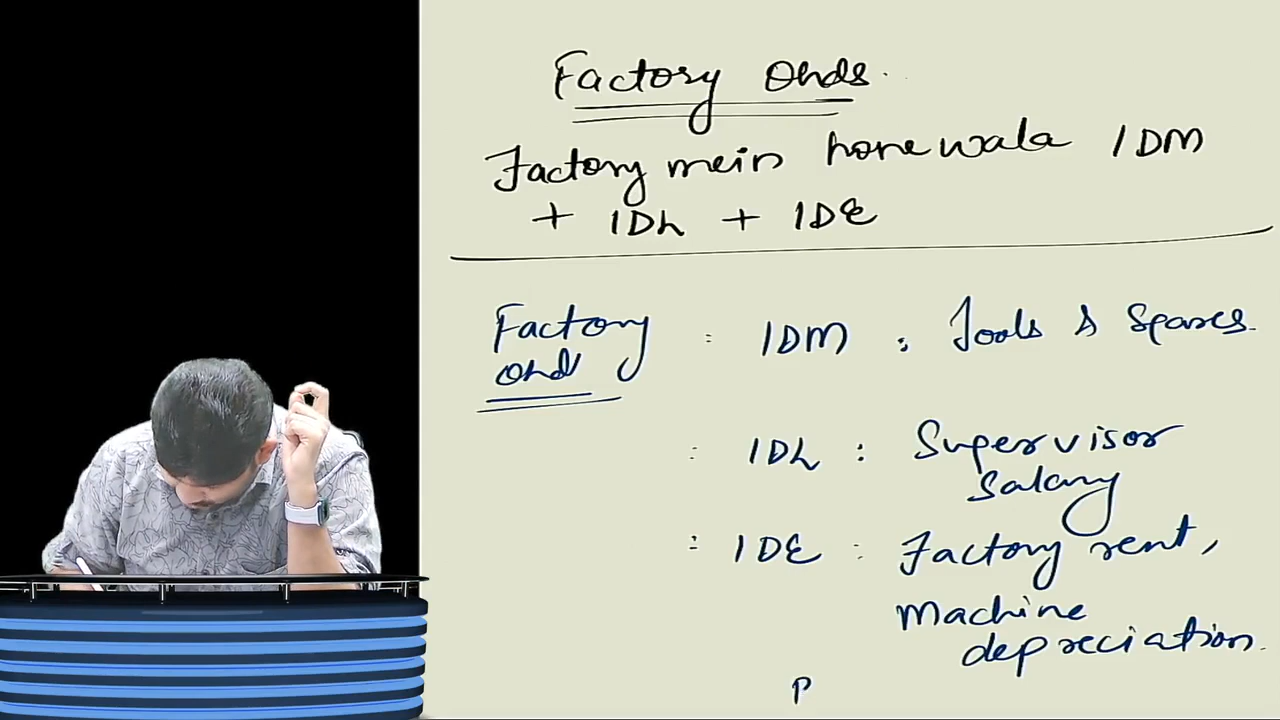 Factory Ohds.
Factory mein hone wala IDM
+ IDL + IDE
Factory : IDM : Tools & Spares.
Ohd
: IDL : Supervisor
Salary
: IDE : Factory rent,
Machine
depreciation.
P